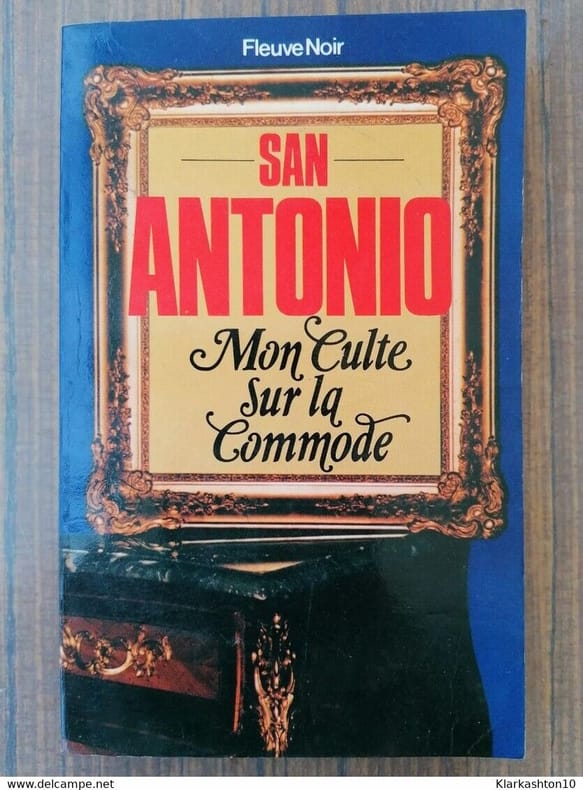 Fleuve Noir
SAN
ANTONIO
Mon Culte
Sur la
Commode
www.delcampe.net
Klarkashton10